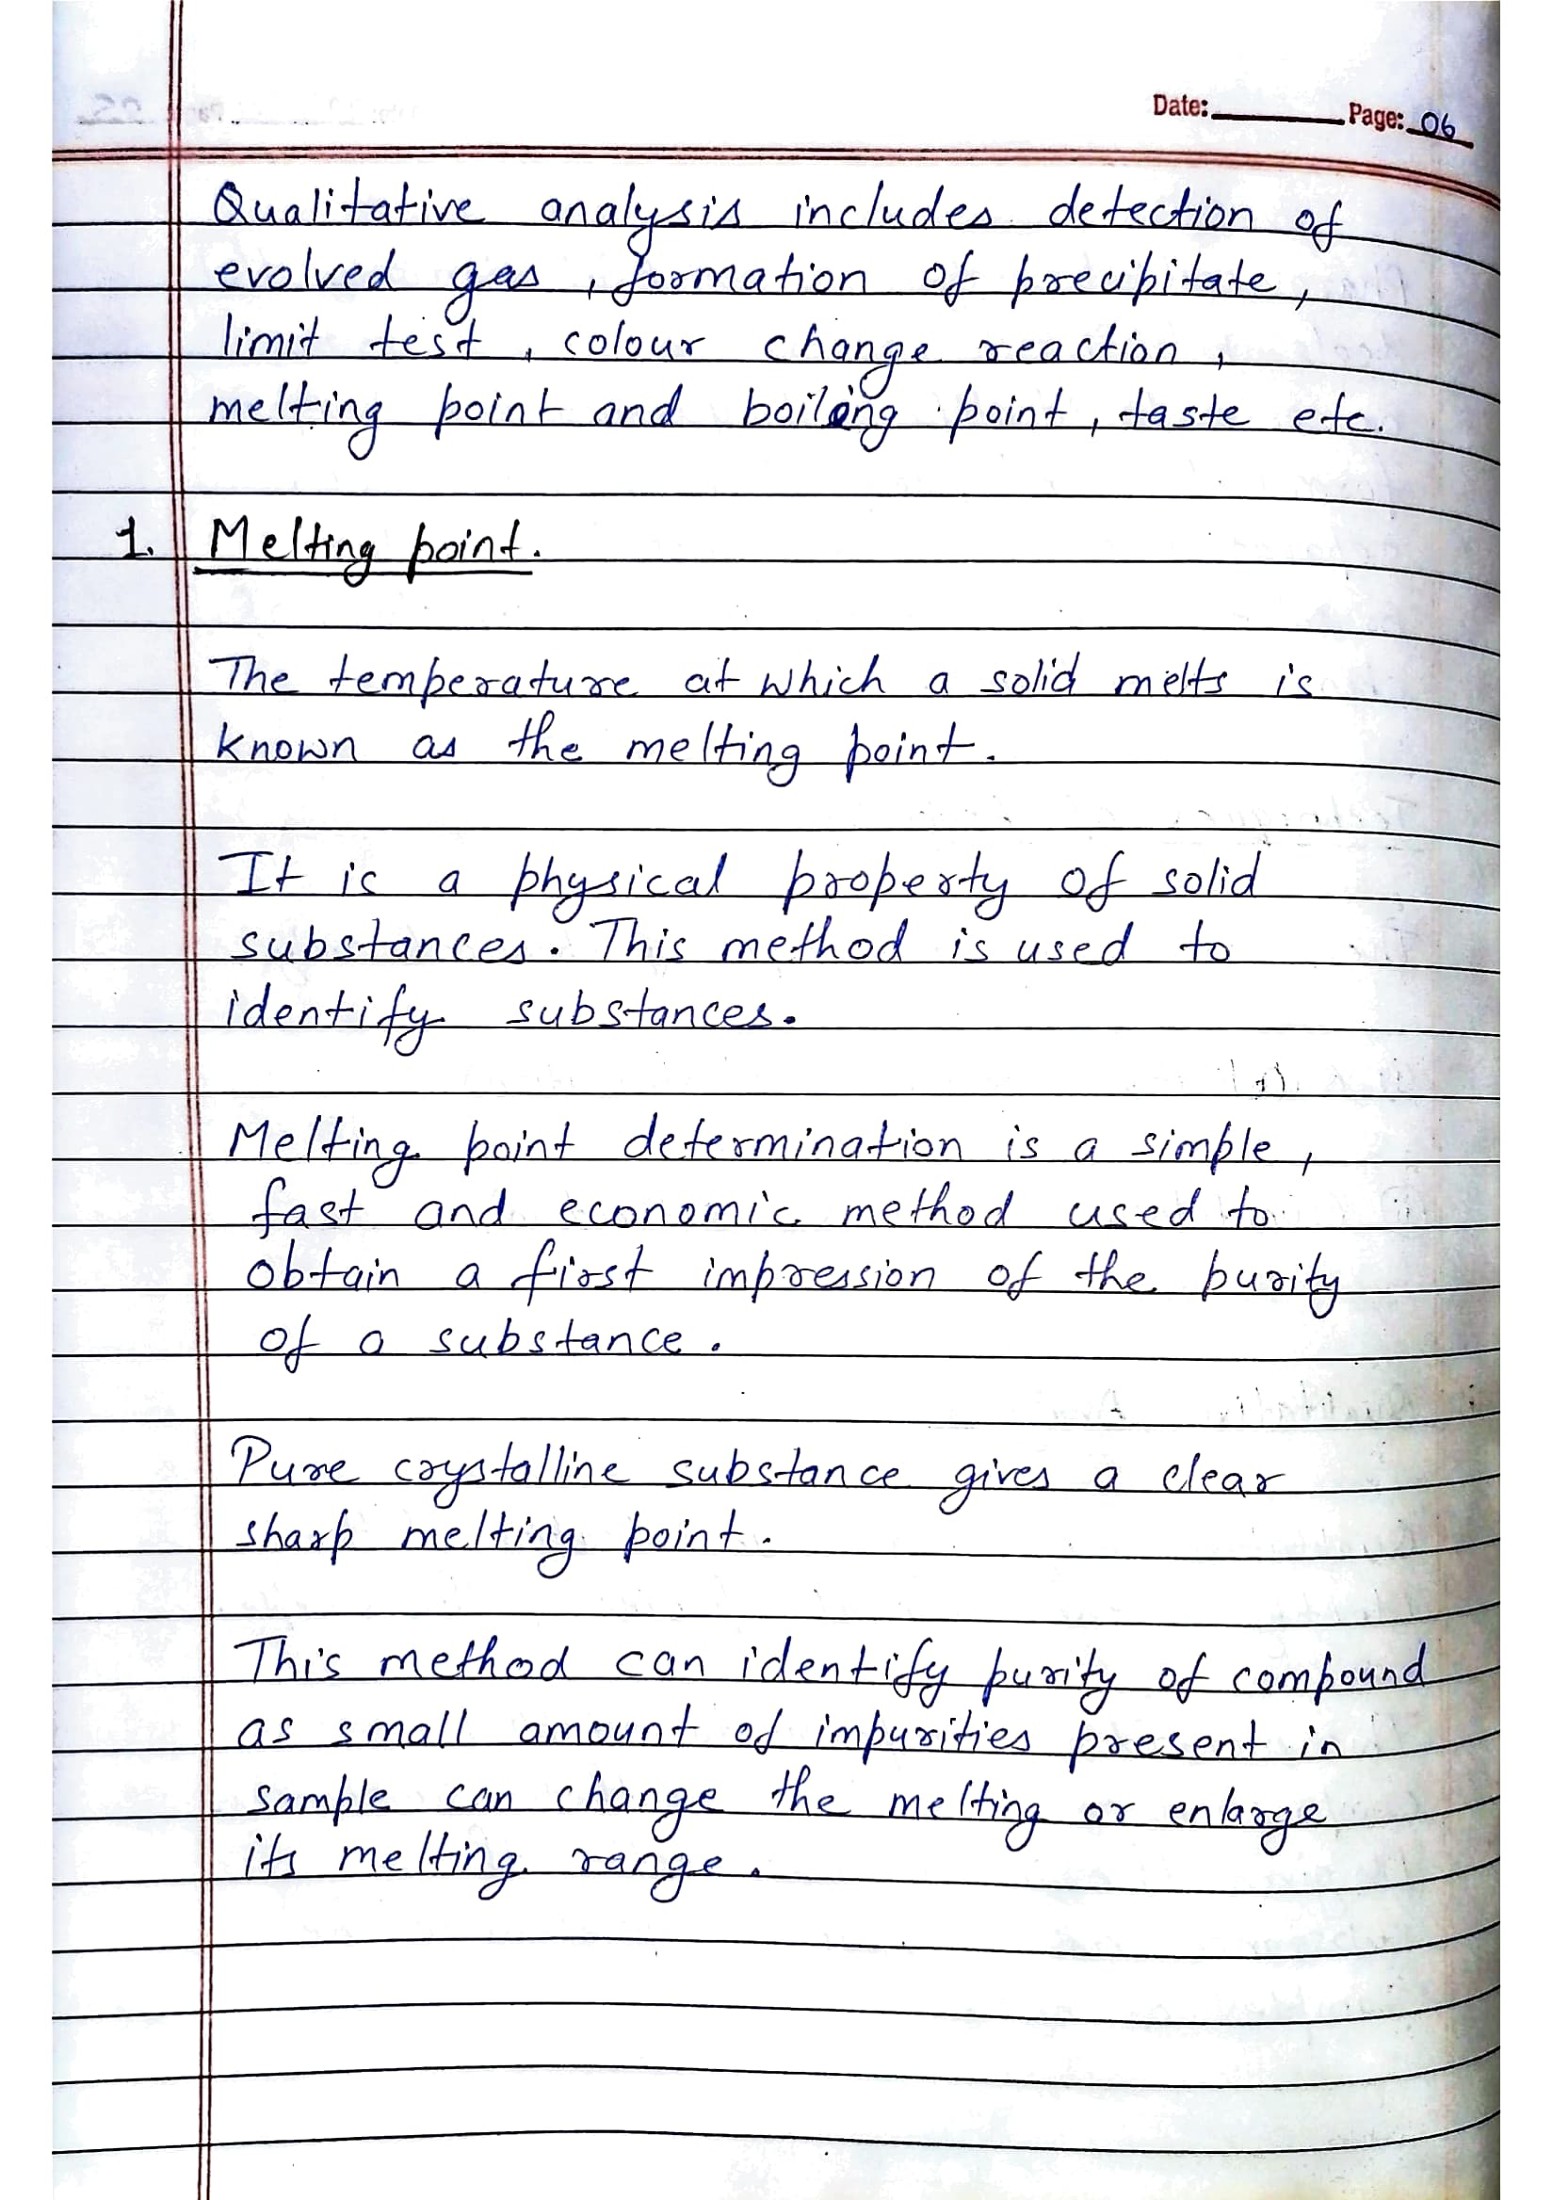 Date: Page: 06
Qualitative analysis includes detection of
evolved gas, formation of precipitate,
limit test, colour change reaction,
melting point and boiling point, taste etc.
1. Melting point.
The temperature at which a solid melts is
known as the melting point.
It is a physical property of solid
substances. This method is used to
identify substances.
Melting point determination is a simple,
fast and economic method used to
obtain a first impression of the purity
of a substance.
Pure crystalline substance gives a clear
sharp melting point.
This method can identify purity of compound
as small amount of impurities present in
sample can change the melting or enlarge
its melting range.